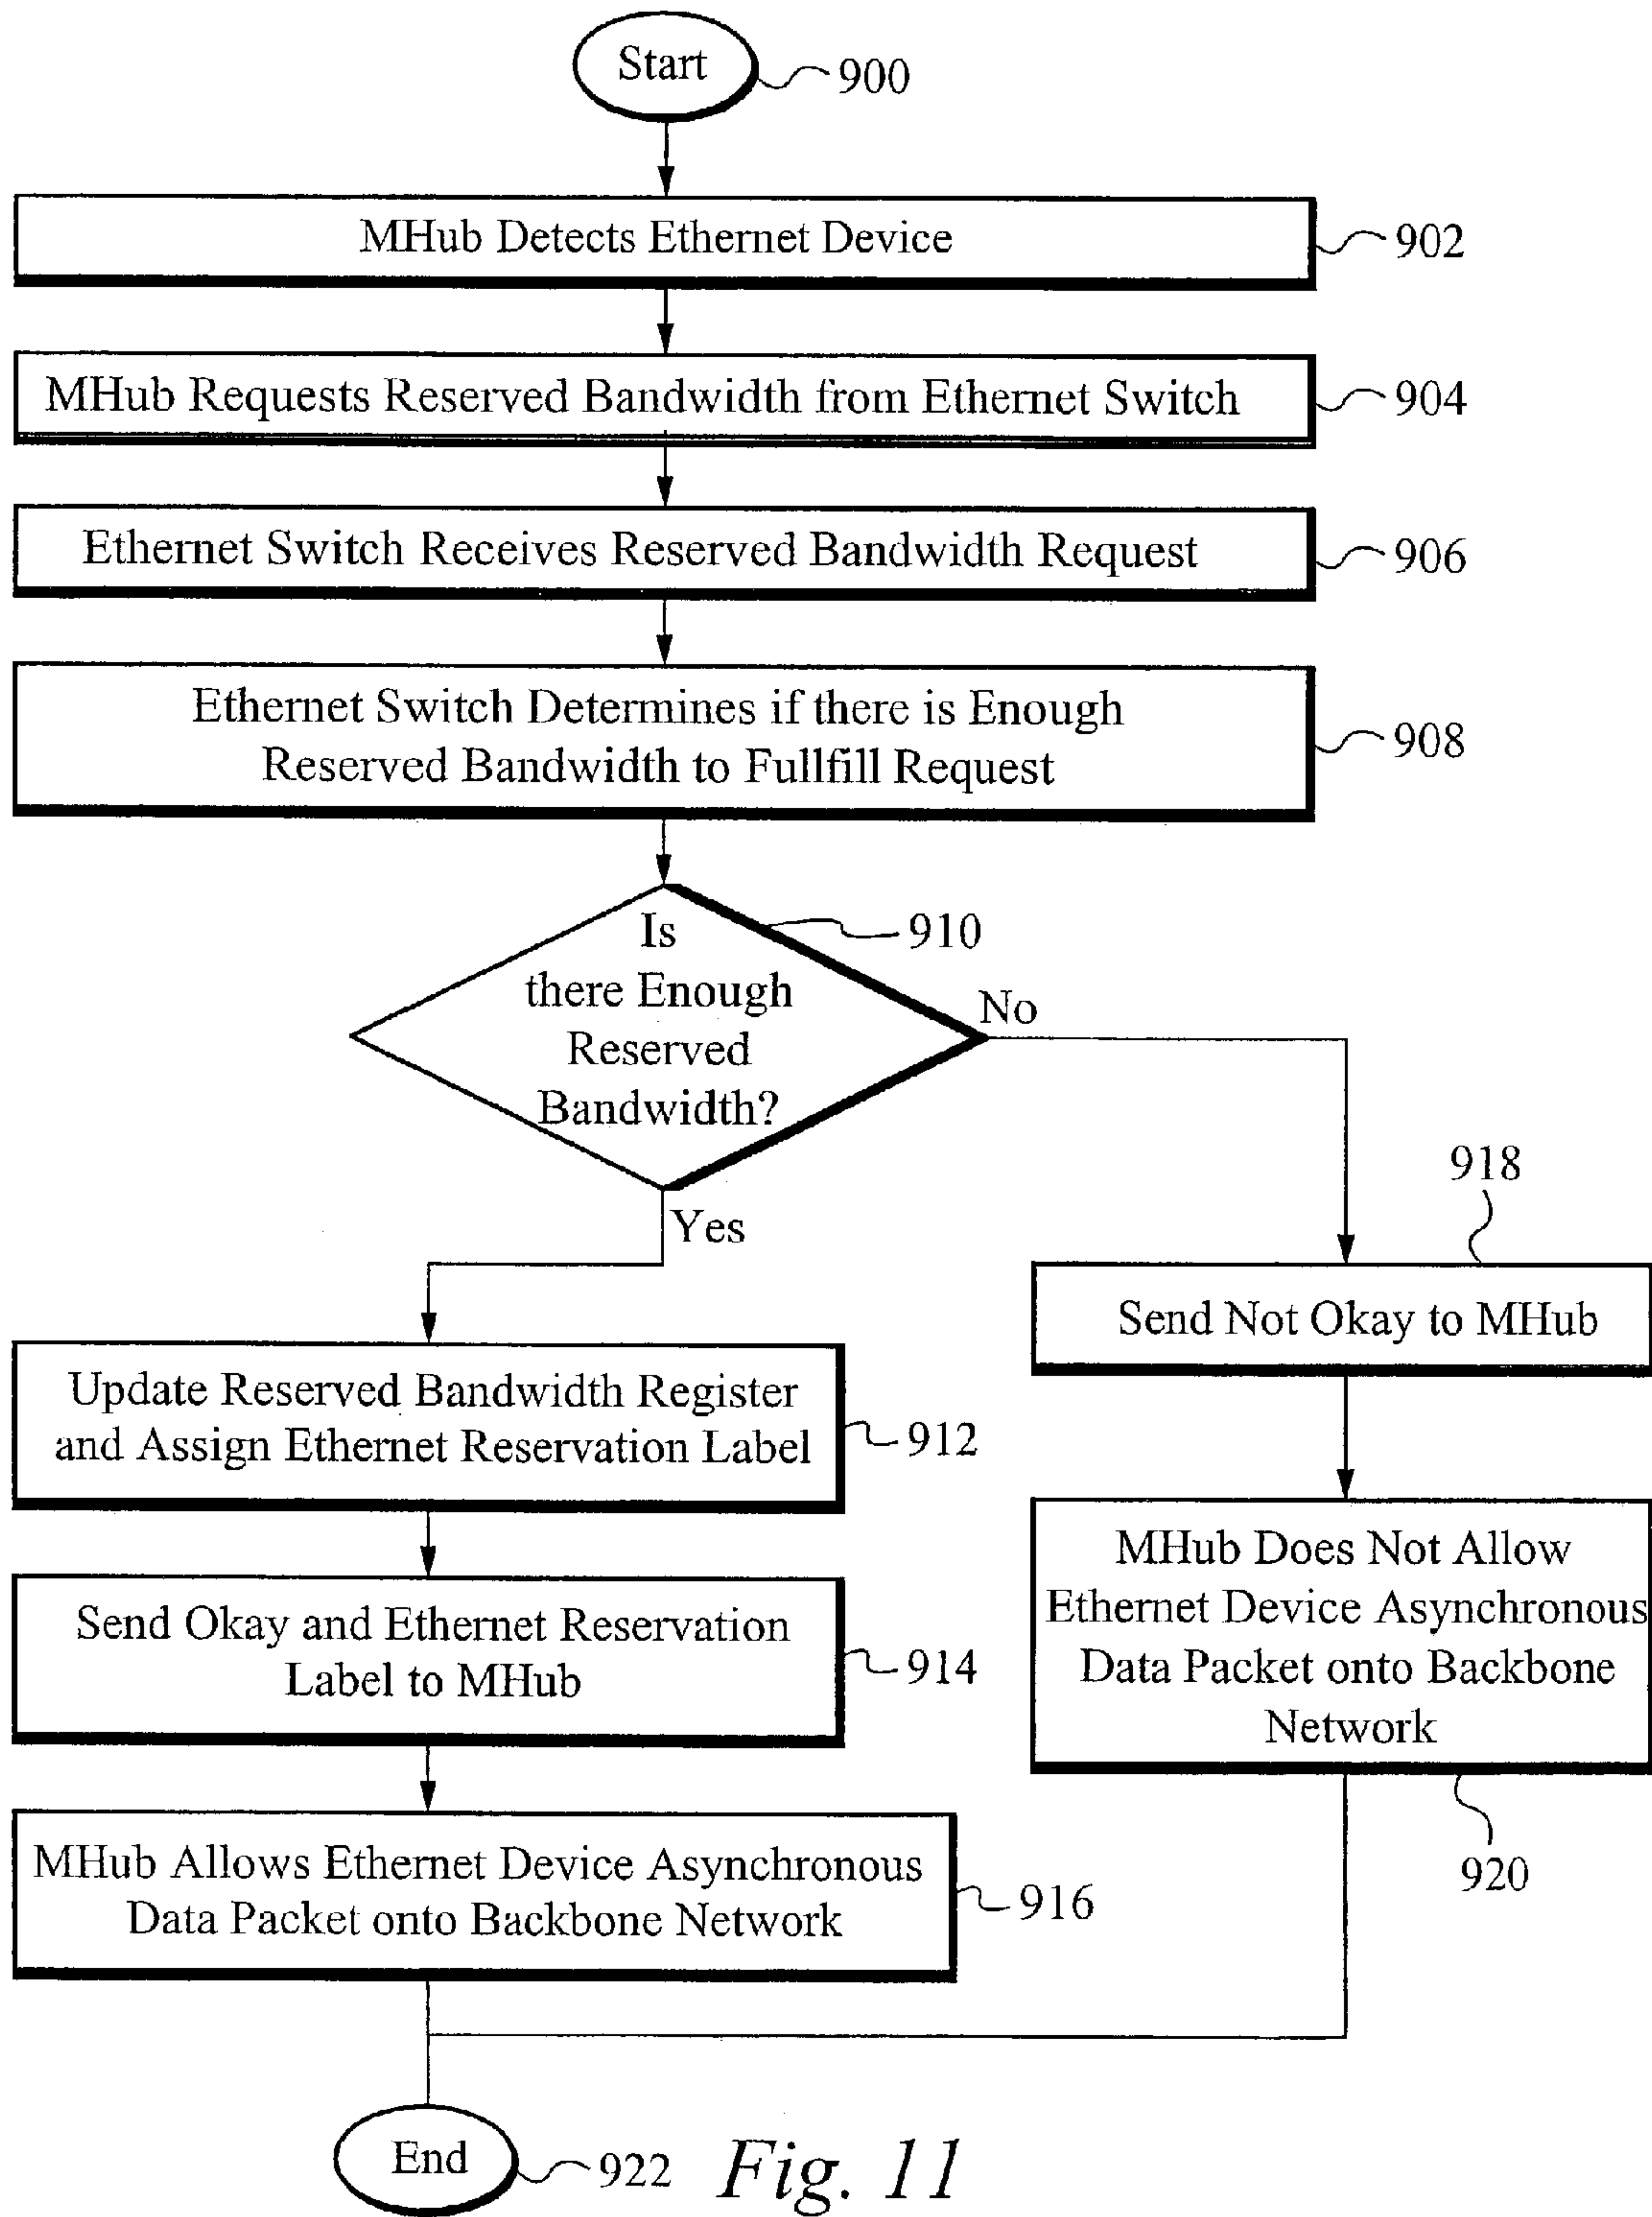 Start
900
MHub Detects Ethernet Device
902
MHub Requests Reserved Bandwidth from Ethernet Switch
904
Ethernet Switch Receives Reserved Bandwidth Request
906
Ethernet Switch Determines if there is Enough
Reserved Bandwidth to Fullfill Request
908
Is
there Enough
Reserved
Bandwidth?
910
No
Yes
Update Reserved Bandwidth Register
and Assign Ethernet Reservation Label
912
Send Okay and Ethernet Reservation
Label to MHub
914
MHub Allows Ethernet Device Asynchronous
Data Packet onto Backbone Network
916
918
Send Not Okay to MHub
MHub Does Not Allow
Ethernet Device Asynchronous
Data Packet onto Backbone
Network
920
End
922
Fig. 11